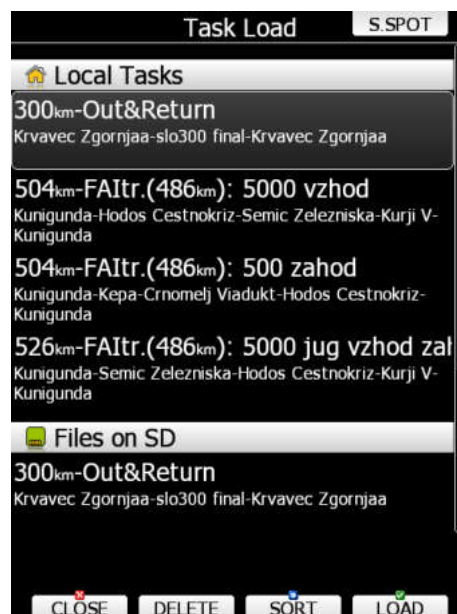 Task Load
S.SPOT
Local Tasks
300km-Out&Return
Krvavec Zgornjaa-slo300 final-Krvavec Zgornjaa
504km-FAItr.(486km): 5000 vzhod
Kunigunda-Hodos Cestnokriz-Semic Zelezniska-Kurji V-
Kunigunda
504km-FAItr.(486km): 500 zahod
Kunigunda-Kepa-Crnomelj Viadukt-Hodos Cestnokriz-
Kunigunda
526km-FAItr.(486km): 5000 jug vzhod zah
Kunigunda-Semic Zelezniska-Hodos Cestnokriz-Kurji V-
Kunigunda
Files on SD
300km-Out&Return
Krvavec Zgornjaa-slo300 final-Krvavec Zgornjaa
CLOSE DELETE SORT LOAD